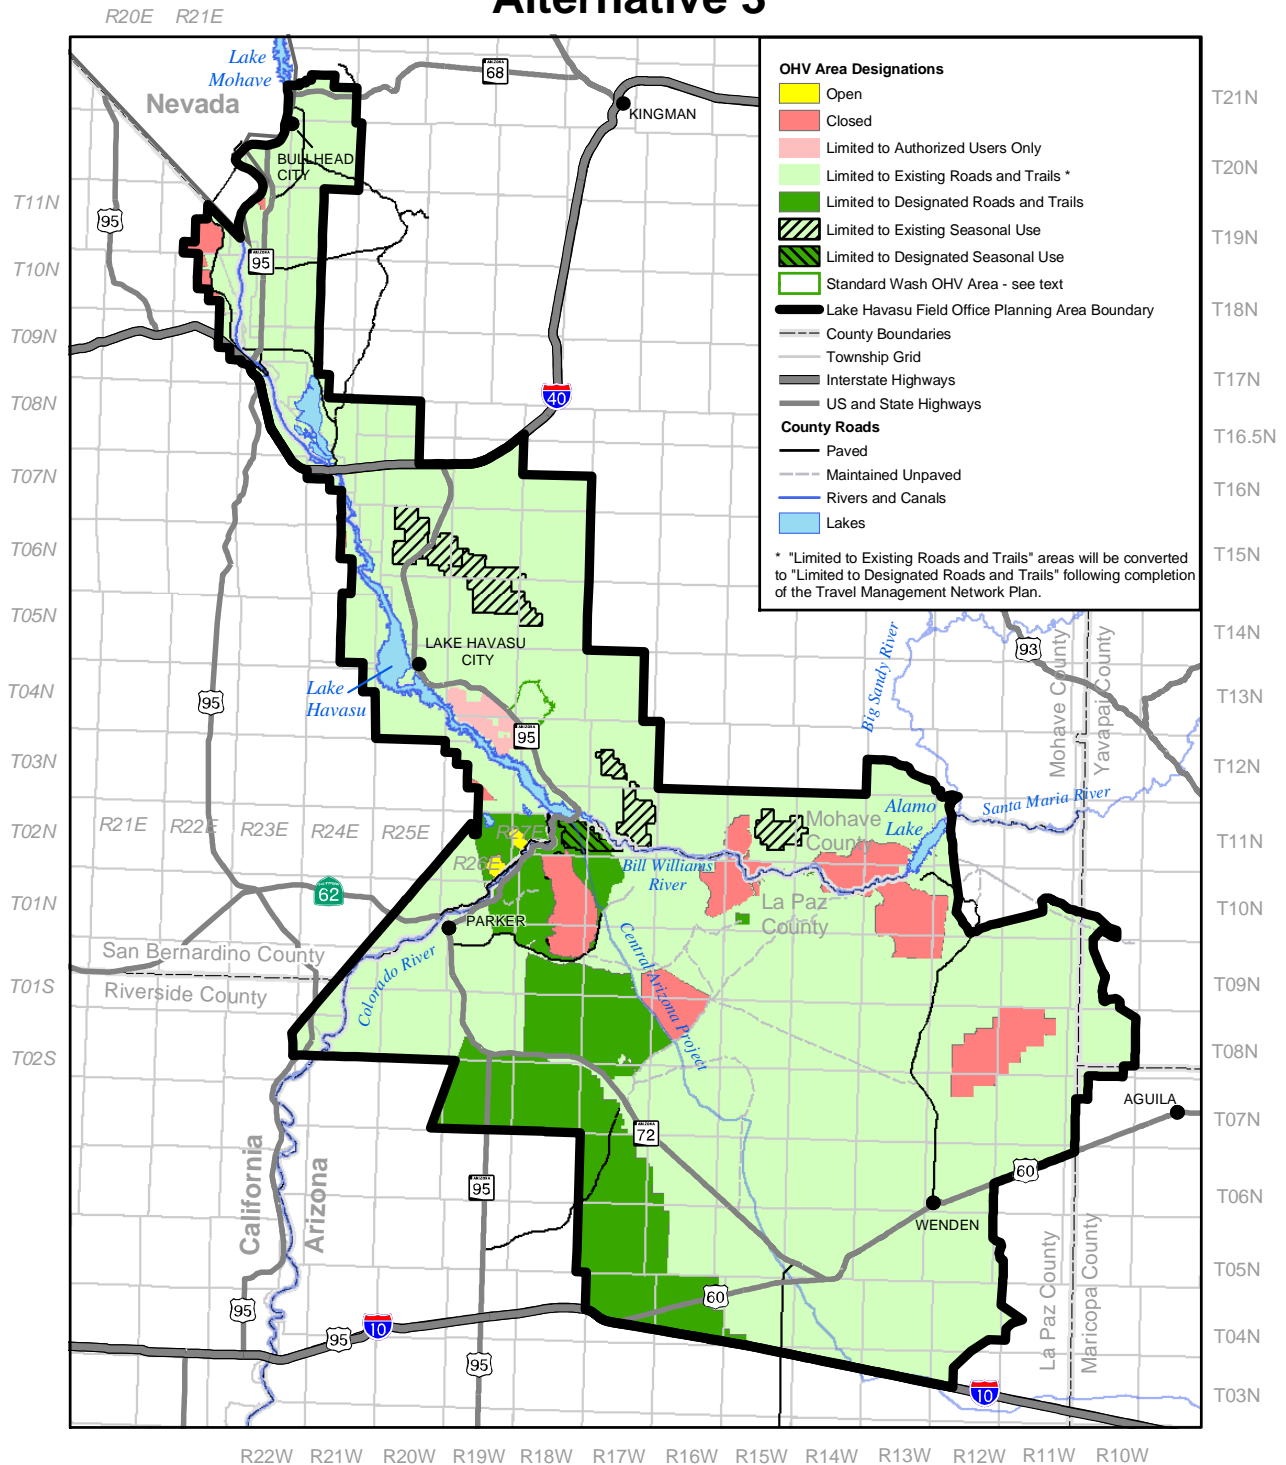 Alternative 3
R20E R21E
Lake
Mohave
Nevada
68
KINGMAN
BULLHEAD
CITY
95
ARIZONA
95
40
OHV Area Designations
Open
Closed
Limited to Authorized Users Only
Limited to Existing Roads and Trails *
Limited to Designated Roads and Trails
Limited to Existing Seasonal Use
Limited to Designated Seasonal Use
Standard Wash OHV Area - see text
Lake Havasu Field Office Planning Area Boundary
County Boundaries
Township Grid
Interstate Highways
US and State Highways
County Roads
Paved
Maintained Unpaved
Rivers and Canals
Lakes
* "Limited to Existing Roads and Trails" areas will be converted
to "Limited to Designated Roads and Trails" following completion
of the Travel Management Network Plan.
T11N
T10N
T09N
T08N
T07N
T06N
T05N
T04N
T03N
T02N
T01N
T01S
T02S
T21N
T20N
T19N
T18N
T17N
T16.5N
T16N
T15N
T14N
T13N
T12N
T11N
T10N
T09N
T08N
T07N
T06N
T05N
T04N
T03N
LAKE HAVASU
CITY
Lake
Havasu
95
ARIZONA
95
Big Sandy River
93
Mohave County
Yavapai County
Santa Maria River
Alamo
Lake
Mohave
County
R21E R22E R23E R24E R25E
R27E
R26E
Bill Williams
River
La Paz
County
62
PARKER
San Bernardino County
Riverside County
Colorado River
Central Arizona Project
AGUILA
ARIZONA
72
60
WENDEN
California
Arizona
ARIZONA
95
La Paz County
Maricopa County
60
95
10
95
95
10
R22W R21W R20W R19W R18W R17W R16W R15W R14W R13W R12W R11W R10W